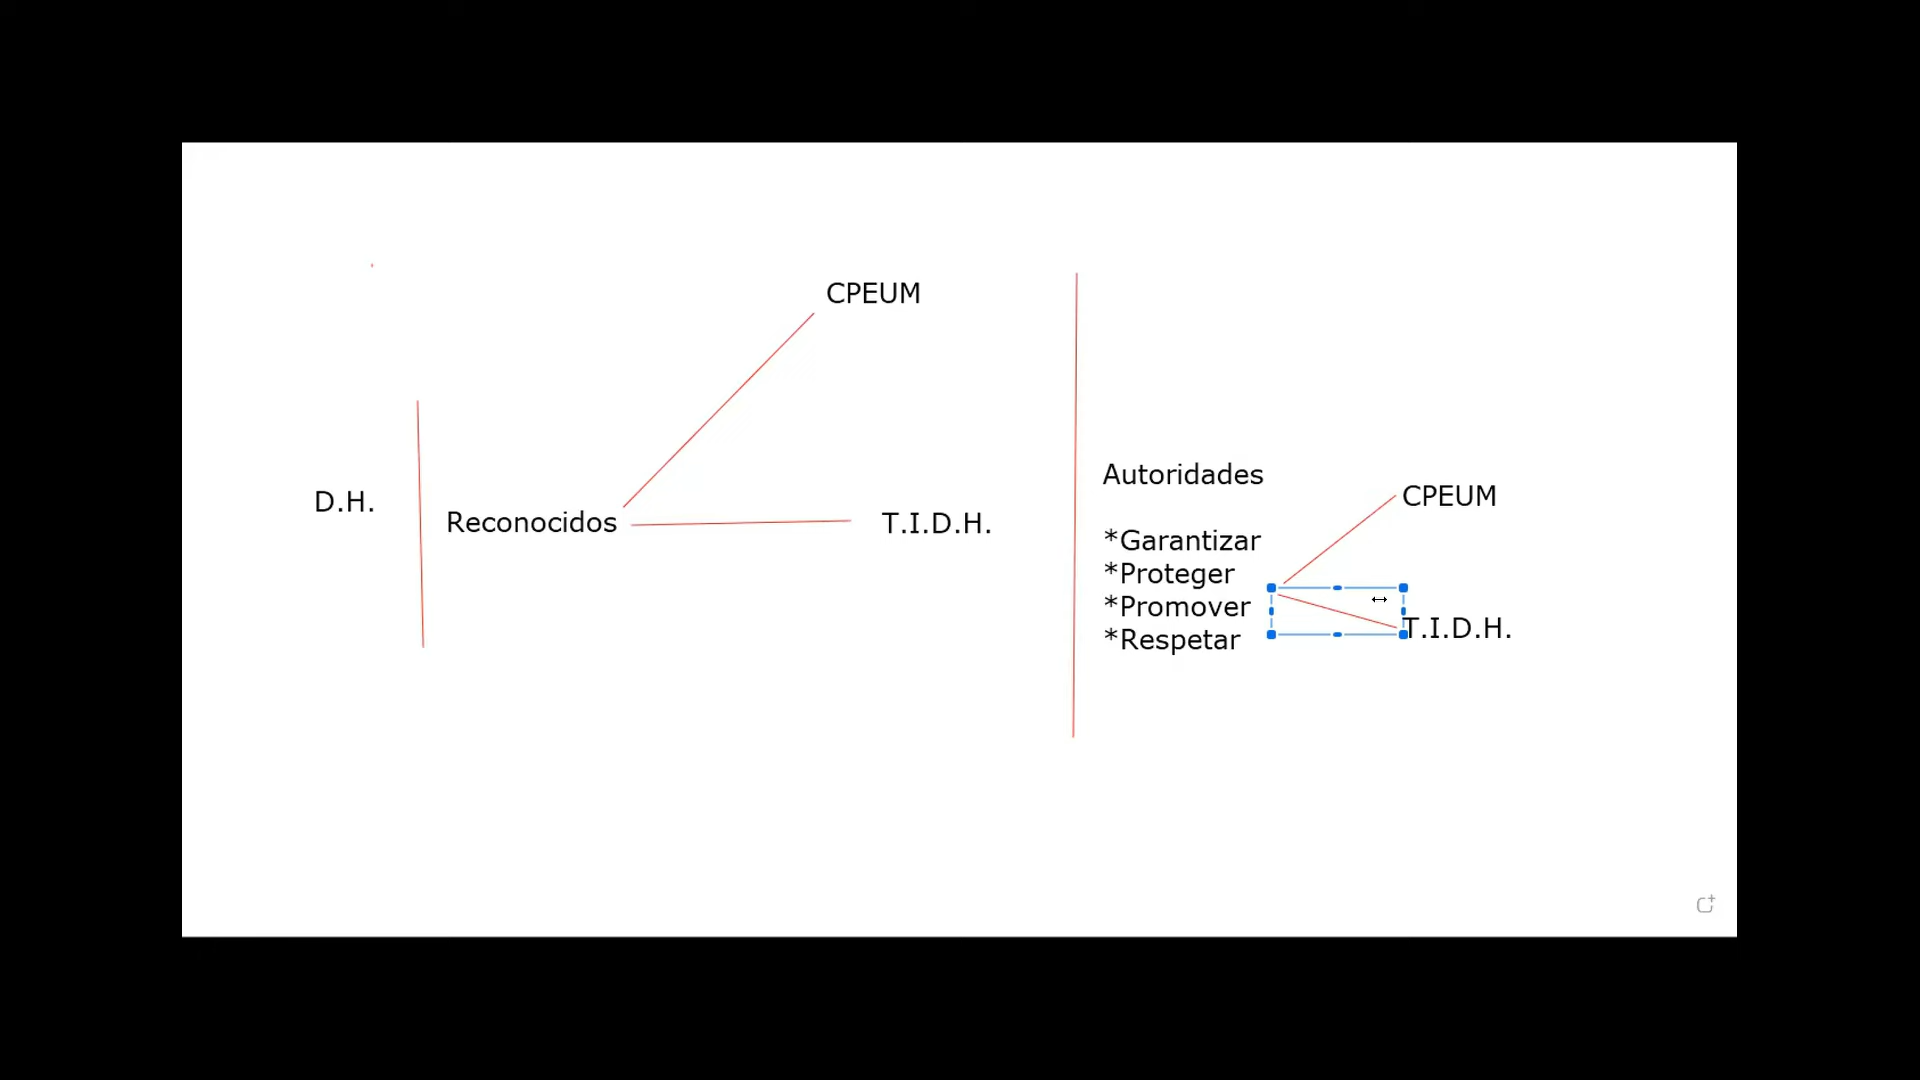 D.H.
Reconocidos
CPEUM
T.I.D.H.
Autoridades
*Garantizar
*Proteger
*Promover
*Respetar
CPEUM
T.I.D.H.